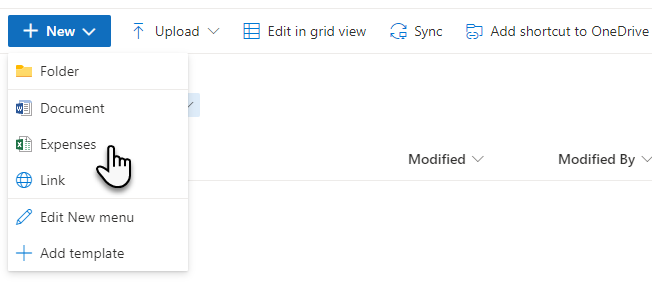 New Upload Edit in grid view Sync Add shortcut to OneDrive
Folder
Document
Expenses
Modified Modified By
Link
Edit New menu
Add template